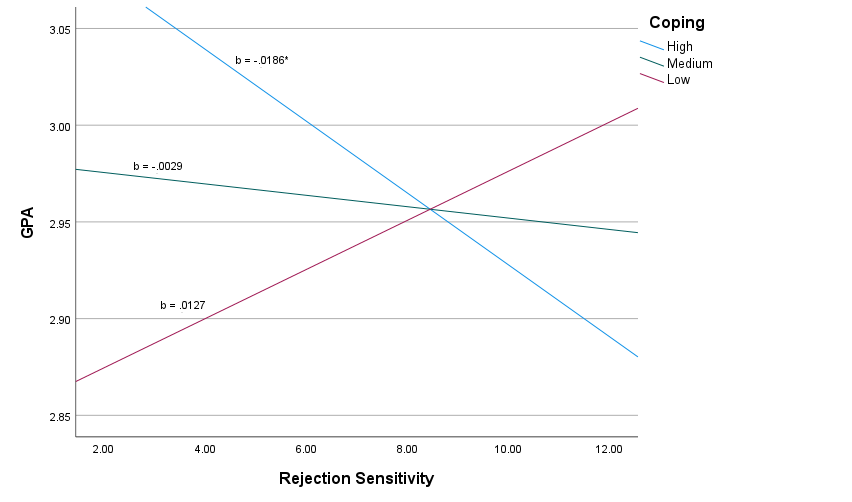 Coping
High
Medium
Low
3.05
3.00
2.95
2.90
2.85
GPA
b = -.0186*
b = -.0029
b = .0127
2.00 4.00 6.00 8.00 10.00 12.00
Rejection Sensitivity